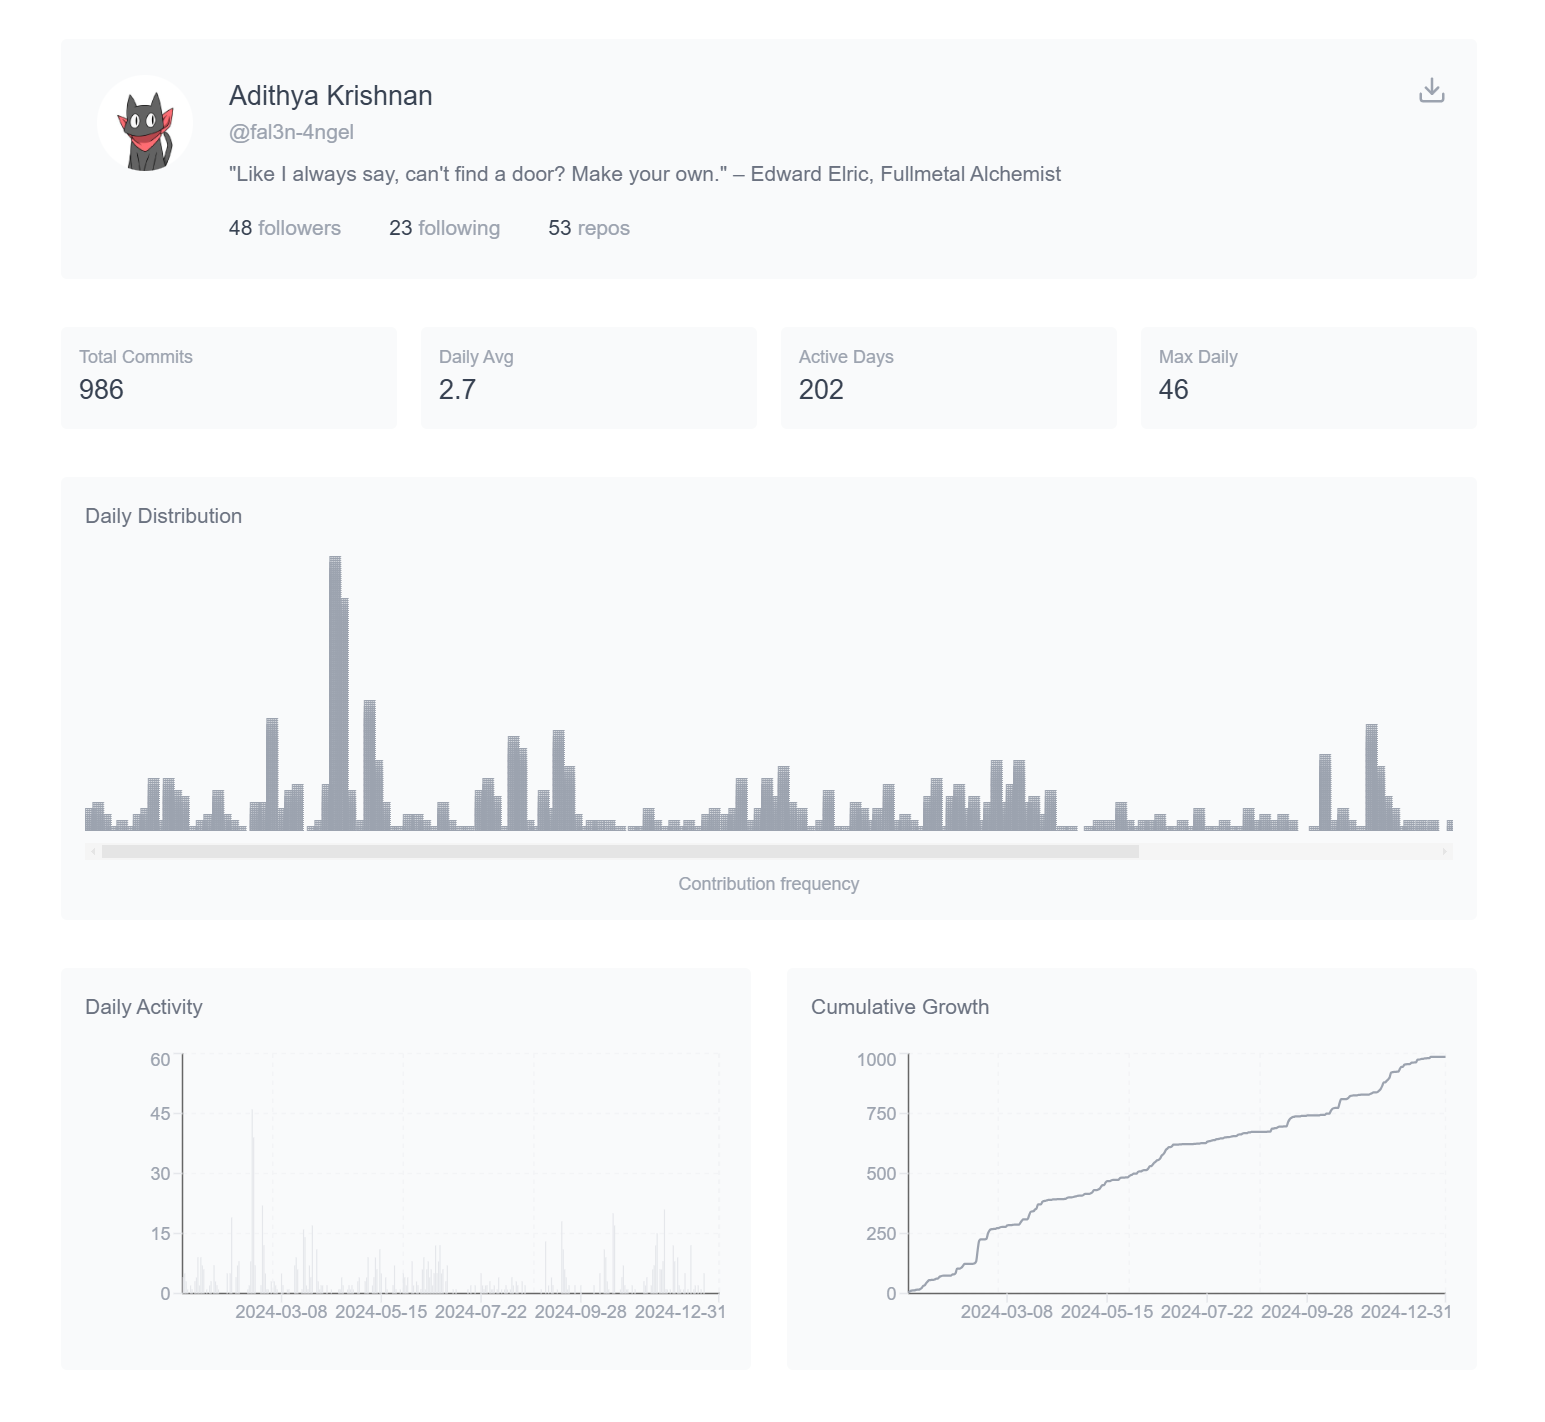 Adithya Krishnan
@fal3n-4ngel
"Like I always say, can't find a door? Make your own." – Edward Elric, Fullmetal Alchemist
48 followers 23 following 53 repos
Total Commits
986
Daily Avg
2.7
Active Days
202
Max Daily
46
Daily Distribution
Contribution frequency
Daily Activity
60
45
30
15
0
2024-03-08 2024-05-15 2024-07-22 2024-09-28 2024-12-31
Cumulative Growth
1000
750
500
250
0
2024-03-08 2024-05-15 2024-07-22 2024-09-28 2024-12-31